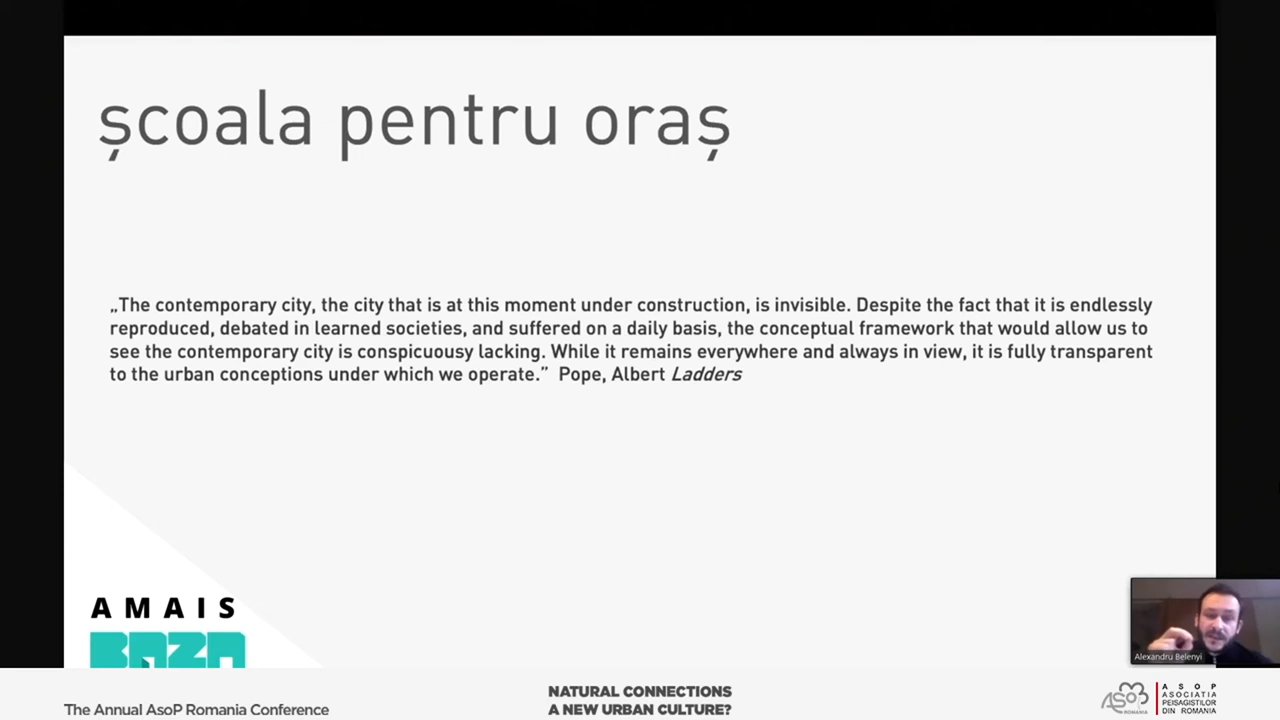 școala pentru oraș
„The contemporary city, the city that is at this moment under construction, is invisible. Despite the fact that it is endlessly
reproduced, debated in learned societies, and suffered on a daily basis, the conceptual framework that would allow us to
see the contemporary city is conspicuousy lacking. While it remains everywhere and always in view, it is fully transparent
to the urban conceptions under which we operate.” Pope, Albert Ladders
AMAIS
BAZA
Alexandru Belenyi
The Annual AsoP Romania Conference
NATURAL CONNECTIONS
A NEW URBAN CULTURE?
ASoP
ROMANIA
ASOP
ASOCIATIA
PEISAGISTILOR
DIN ROMANIA